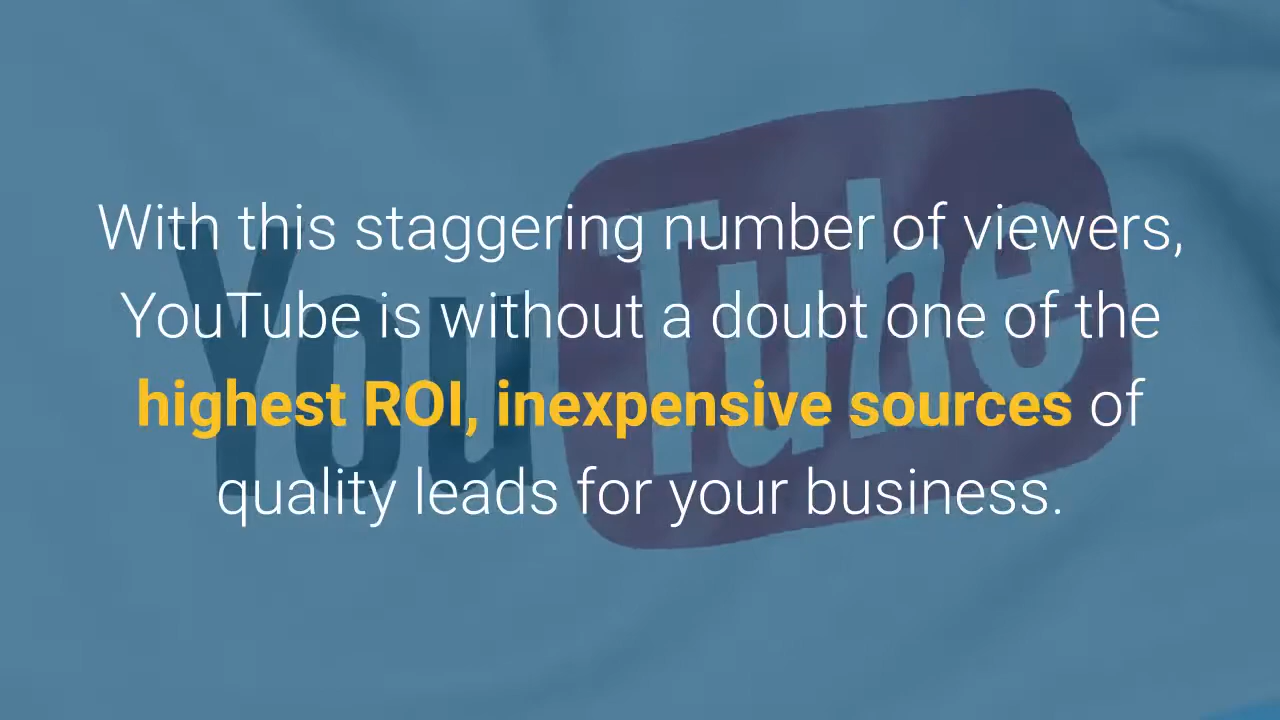 With this staggering number of viewers,
YouTube is without a doubt one of the
highest ROI, inexpensive sources of
quality leads for your business.
YouTube